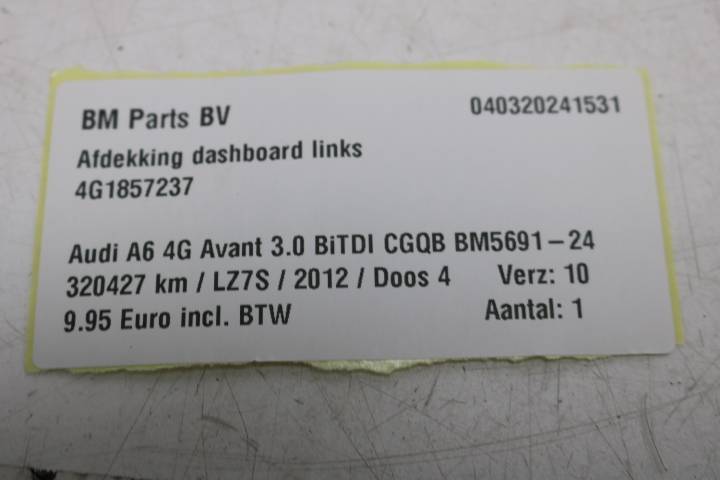 BM Parts BV 040320241531
Afdekking dashboard links
4G1857237
Audi A6 4G Avant 3.0 BiTDI CGQB BM5691-24
320427 km / LZ7S / 2012 / Doos 4 Verz: 10
9.95 Euro incl. BTW Aantal: 1